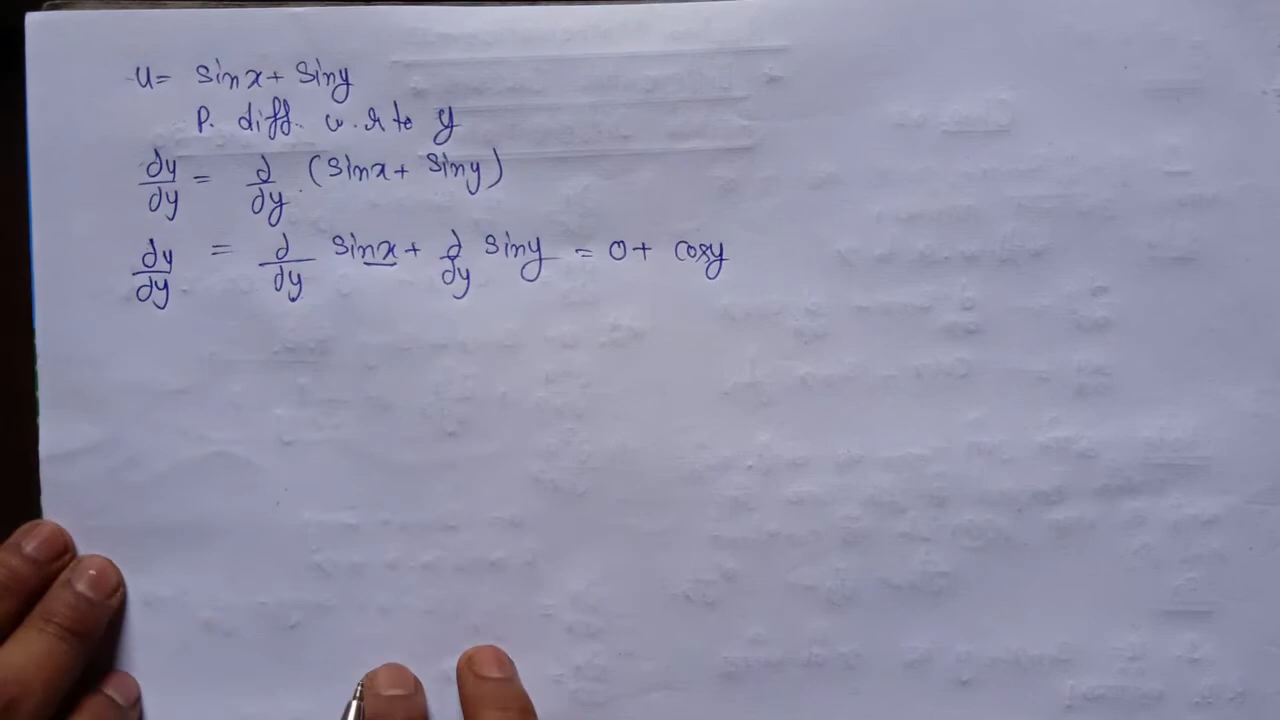 u= sinx+ siny
P. diff. w.r to y
∂y/∂y = ∂/∂y (sinx+ siny)
∂y/∂y = ∂/∂y sinx+ ∂/∂y siny = 0+ cosy